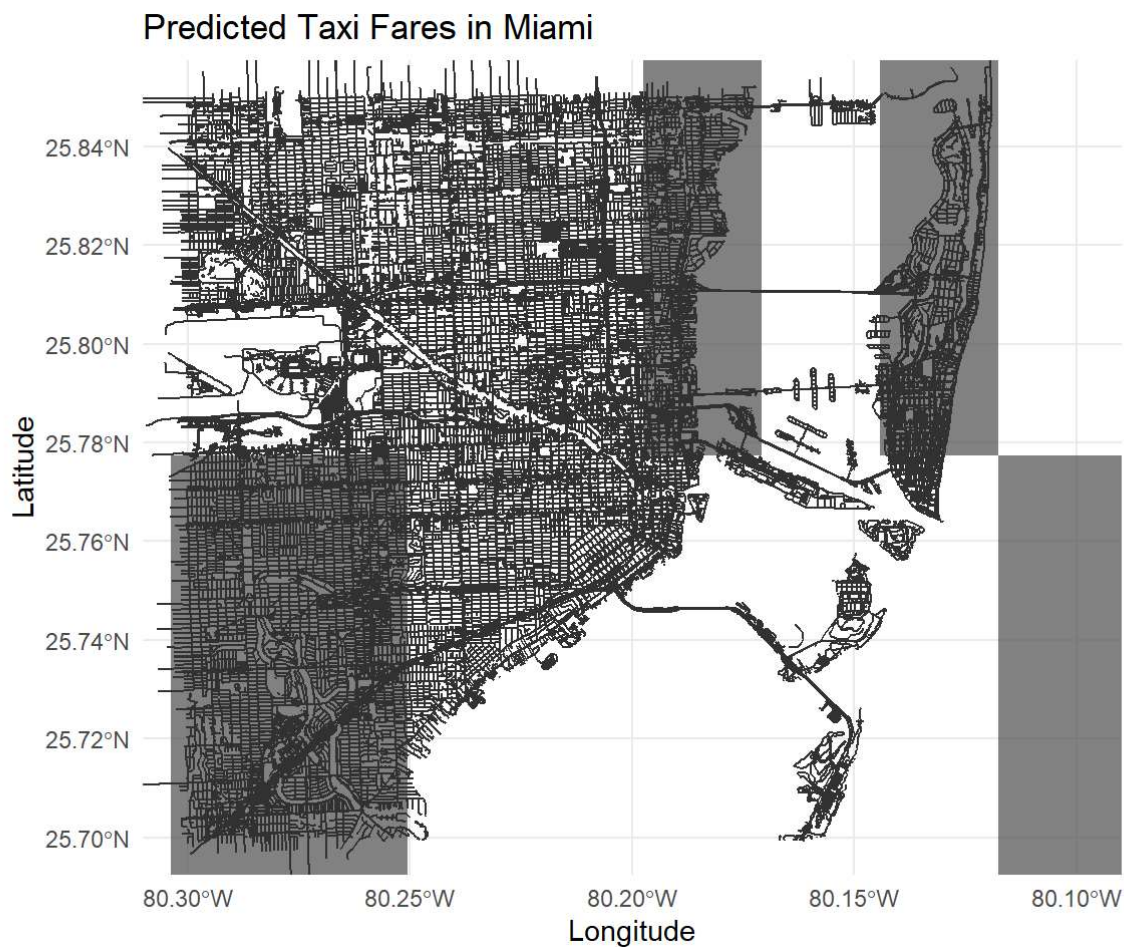 Predicted Taxi Fares in Miami
25.84°N
25.82°N
25.80°N
25.78°N
25.76°N
25.74°N
25.72°N
25.70°N
Latitude
80.30°W 80.25°W 80.20°W 80.15°W 80.10°W
Longitude